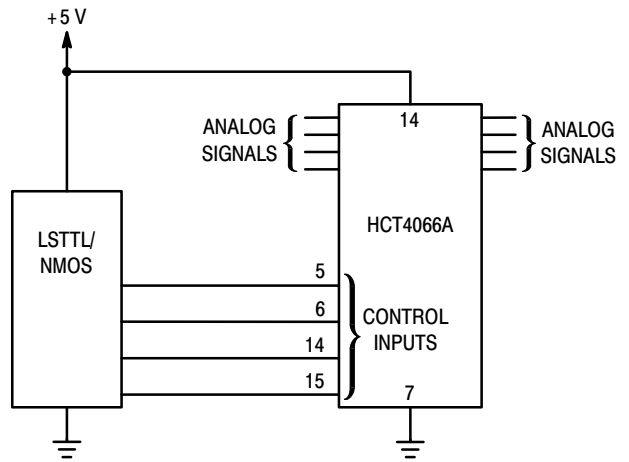 +5 V
ANALOG
SIGNALS
14
ANALOG
SIGNALS
LSTTL/
NMOS
HCT4066A
5
6
14
15
CONTROL
INPUTS
7